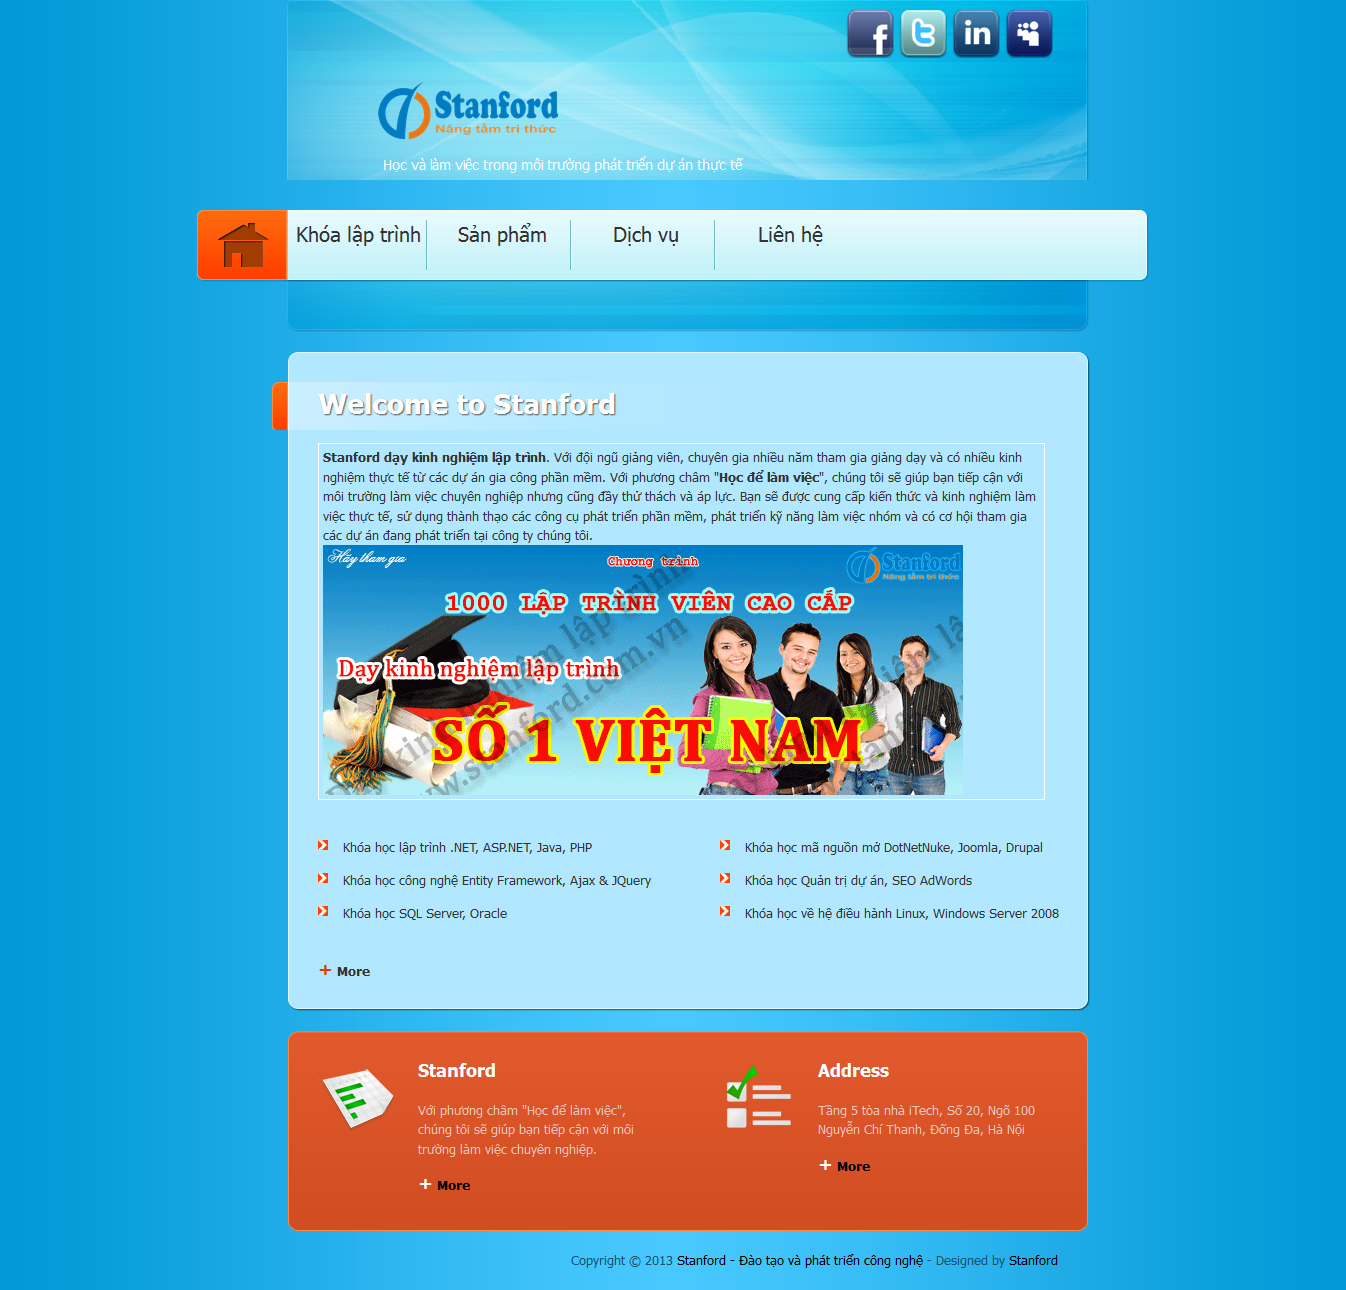 Stanford
Nâng tầm tri thức
Học và làm việc trong môi trường phát triển dự án thực tế
Khóa lập trình
Sản phẩm
Dịch vụ
Liên hệ
Welcome to Stanford
Stanford dạy kinh nghiệm lập trình. Với đội ngũ giảng viên, chuyên gia nhiều năm tham gia giảng dạy và có nhiều kinh
nghiệm thực tế từ các dự án gia công phần mềm. Với phương châm "Học để làm việc", chúng tôi sẽ giúp bạn tiếp cận với
môi trường làm việc chuyên nghiệp nhưng cũng đầy thử thách và áp lực. Bạn sẽ được cung cấp kiến thức và kinh nghiệm làm
việc thực tế, sử dụng thành thạo các công cụ phát triển phần mềm, phát triển kỹ năng làm việc nhóm và có cơ hội tham gia
các dự án đang phát triển tại công ty chúng tôi.
Hãy tham gia
Chương trình
Stanford
Nâng tầm tri thức
1000 LẬP TRÌNH VIÊN CAO CẤP
Dạy kinh nghiệm lập trình
SỐ 1 VIỆT NAM
Khóa học lập trình .NET, ASP.NET, Java, PHP
Khóa học mã nguồn mở DotNetNuke, Joomla, Drupal
Khóa học công nghệ Entity Framework, Ajax & JQuery
Khóa học Quản trị dự án, SEO AdWords
Khóa học SQL Server, Oracle
Khóa học về hệ điều hành Linux, Windows Server 2008
+ More
Stanford
Với phương châm "Học để làm việc",
chúng tôi sẽ giúp bạn tiếp cận với môi
trường làm việc chuyên nghiệp.
+ More
Address
Tầng 5 tòa nhà iTech, Số 20, Ngõ 100
Nguyễn Chí Thanh, Đống Đa, Hà Nội
+ More
Copyright © 2013 Stanford - Đào tạo và phát triển công nghệ - Designed by Stanford